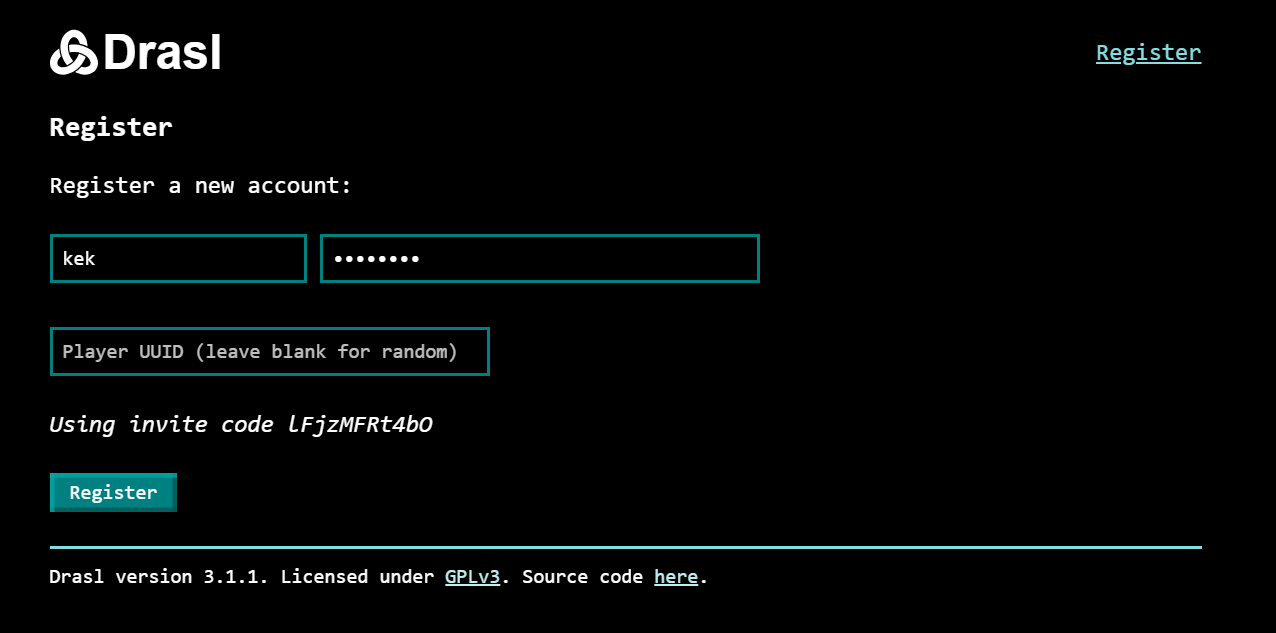 Drasl
Register
Register
Register a new account:
kek ••••••••
Player UUID (leave blank for random)
Using invite code lFjzMFRt4bO
Register
Drasl version 3.1.1. Licensed under GPLv3. Source code here.